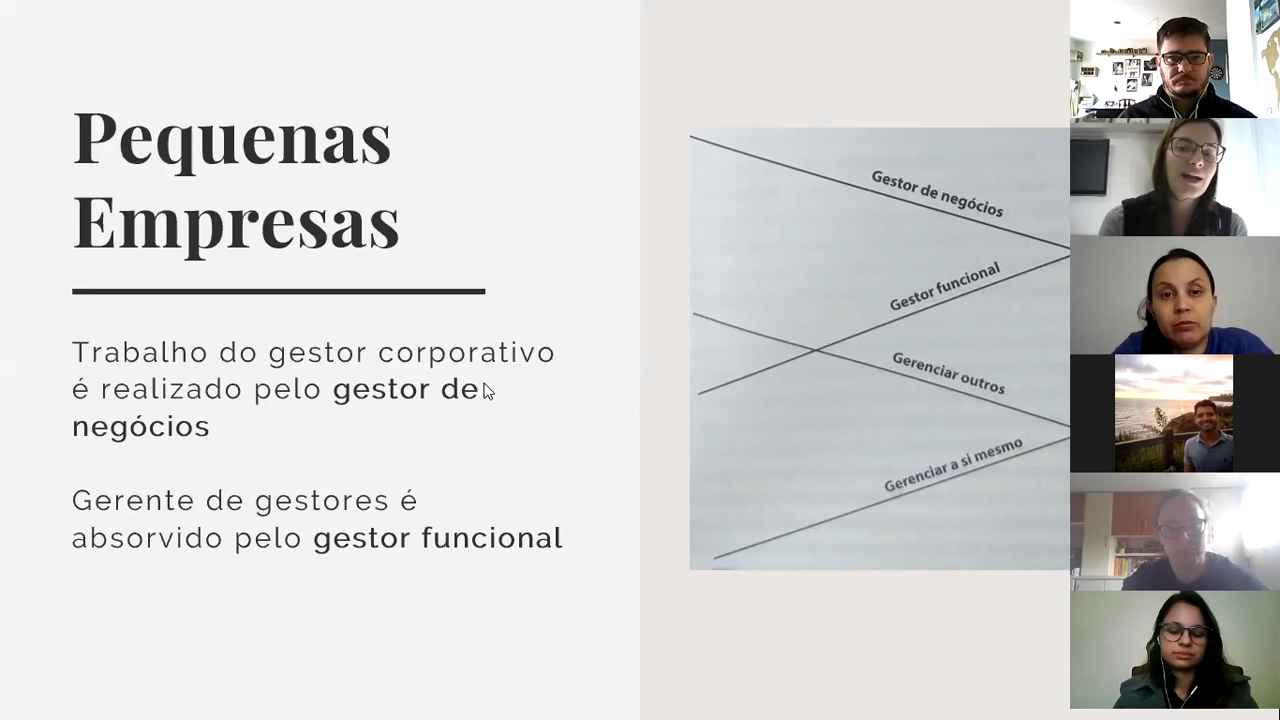 Pequenas
Empresas
Trabalho do gestor corporativo
é realizado pelo gestor de
negócios
Gerente de gestores é
absorvido pelo gestor funcional
Gestor de negócios
Gestor funcional
Gerenciar outros
Gerenciar a si mesmo